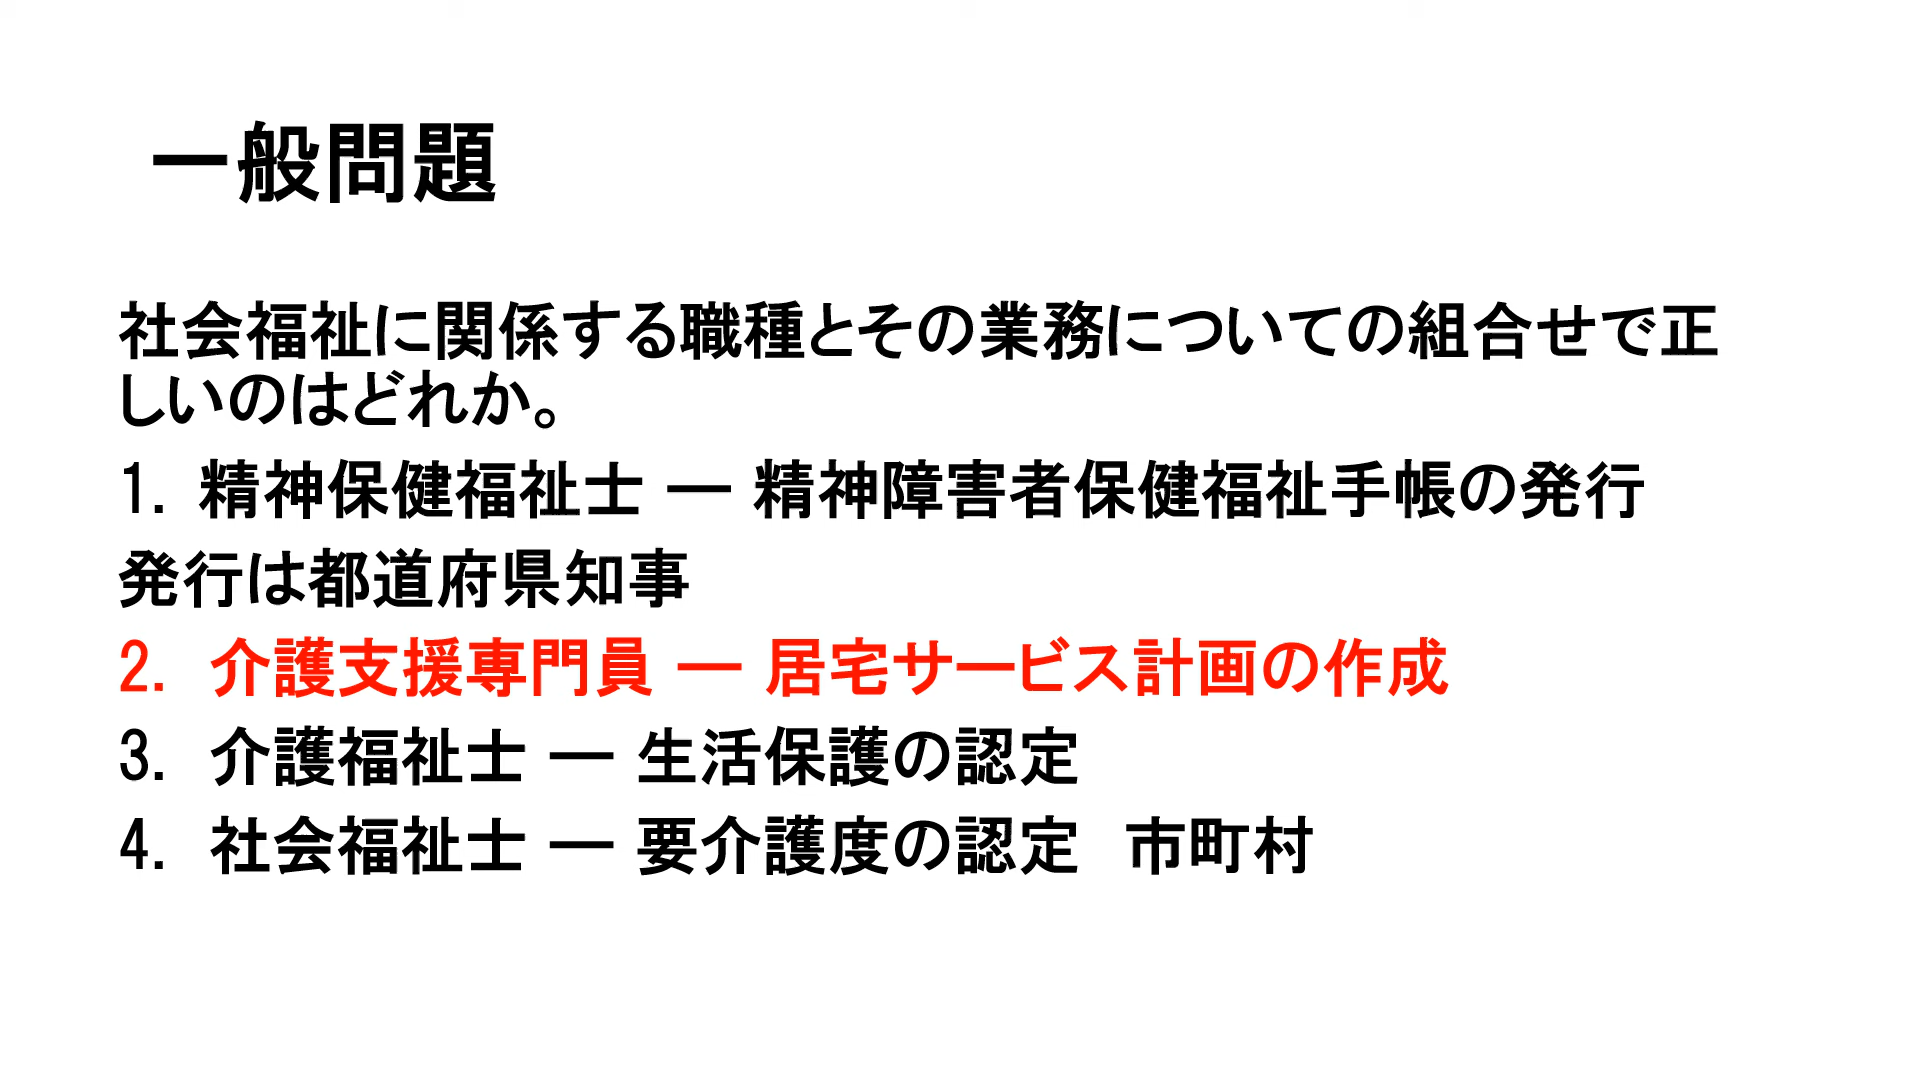 一般問題
社会福祉に関係する職種とその業務についての組合せで正
しいのはどれか。
1. 精神保健福祉士 ― 精神障害者保健福祉手帳の発行
発行は都道府県知事
2. 介護支援専門員 ― 居宅サービス計画の作成
3. 介護福祉士 ― 生活保護の認定
4. 社会福祉士 ― 要介護度の認定　市町村